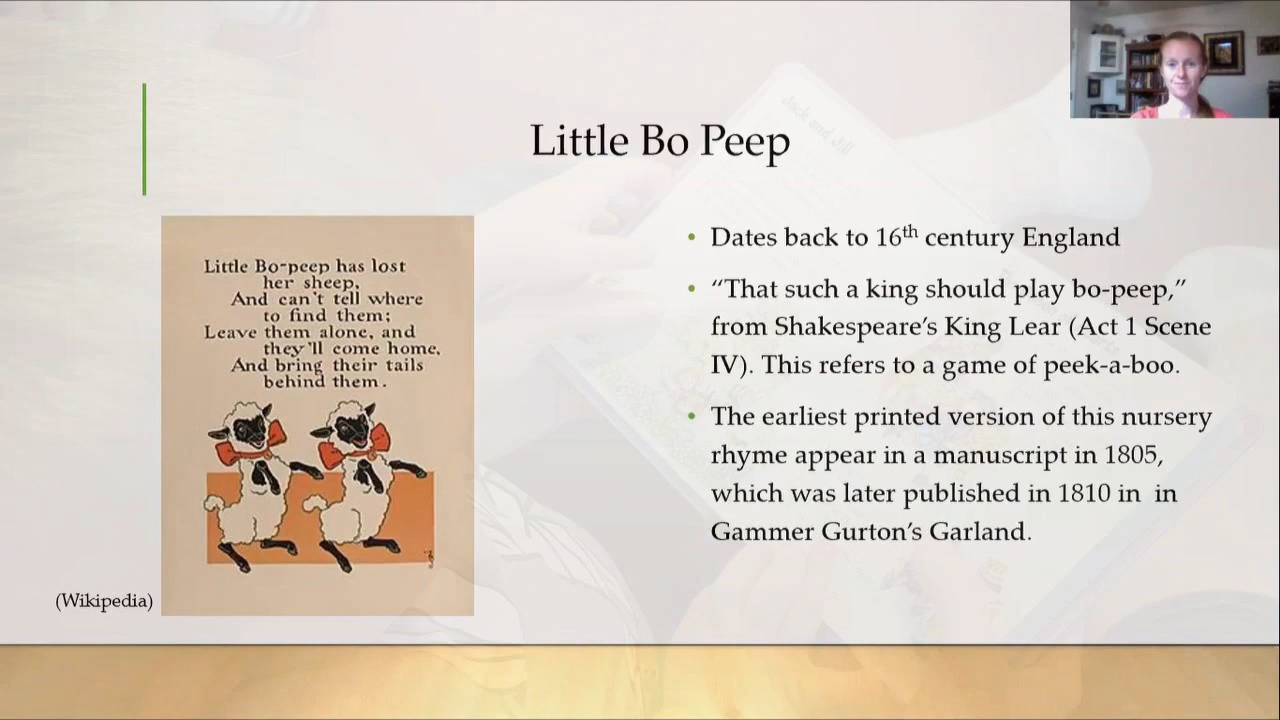 Little Bo Peep
Little Bo-peep has lost
her sheep,
And can't tell where
to find them;
Leave them alone, and
they'll come home,
And bring their tails
behind them.
(Wikipedia)
• Dates back to 16th century England
• “That such a king should play bo-peep,”
from Shakespeare’s King Lear (Act 1 Scene
IV). This refers to a game of peek-a-boo.
• The earliest printed version of this nursery
rhyme appear in a manuscript in 1805,
which was later published in 1810 in  in
Gammer Gurton’s Garland.
Jack and Jill